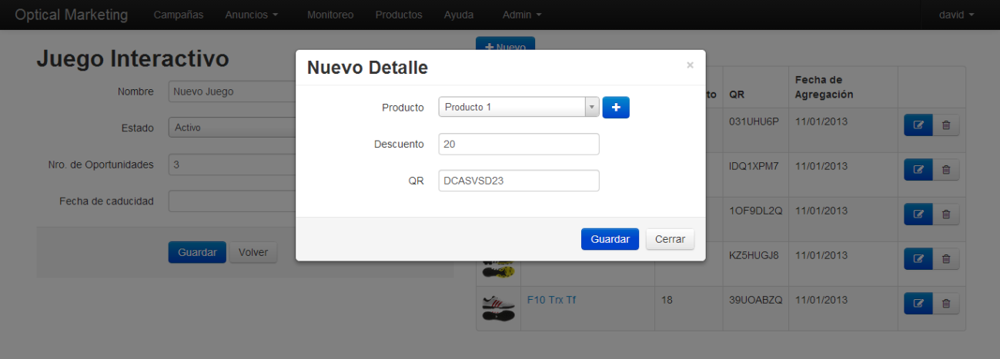 Optical Marketing Campañas Anuncios Monitoreo Productos Ayuda Admin david
Juego Interactivo
Nombre Nuevo Juego
Estado Activo
Nro. de Oportunidades 3
Fecha de caducidad
Guardar Volver
Nuevo Detalle ×
Producto Producto 1
Descuento 20
QR DCASVSD23
Guardar Cerrar
+ Nuevo
to QR Fecha de
Agregación
031UHU6P 11/01/2013
IDQ1XPM7 11/01/2013
1OF9DL2Q 11/01/2013
KZ5HUGJ8 11/01/2013
F10 Trx Tf 18 39UOABZQ 11/01/2013